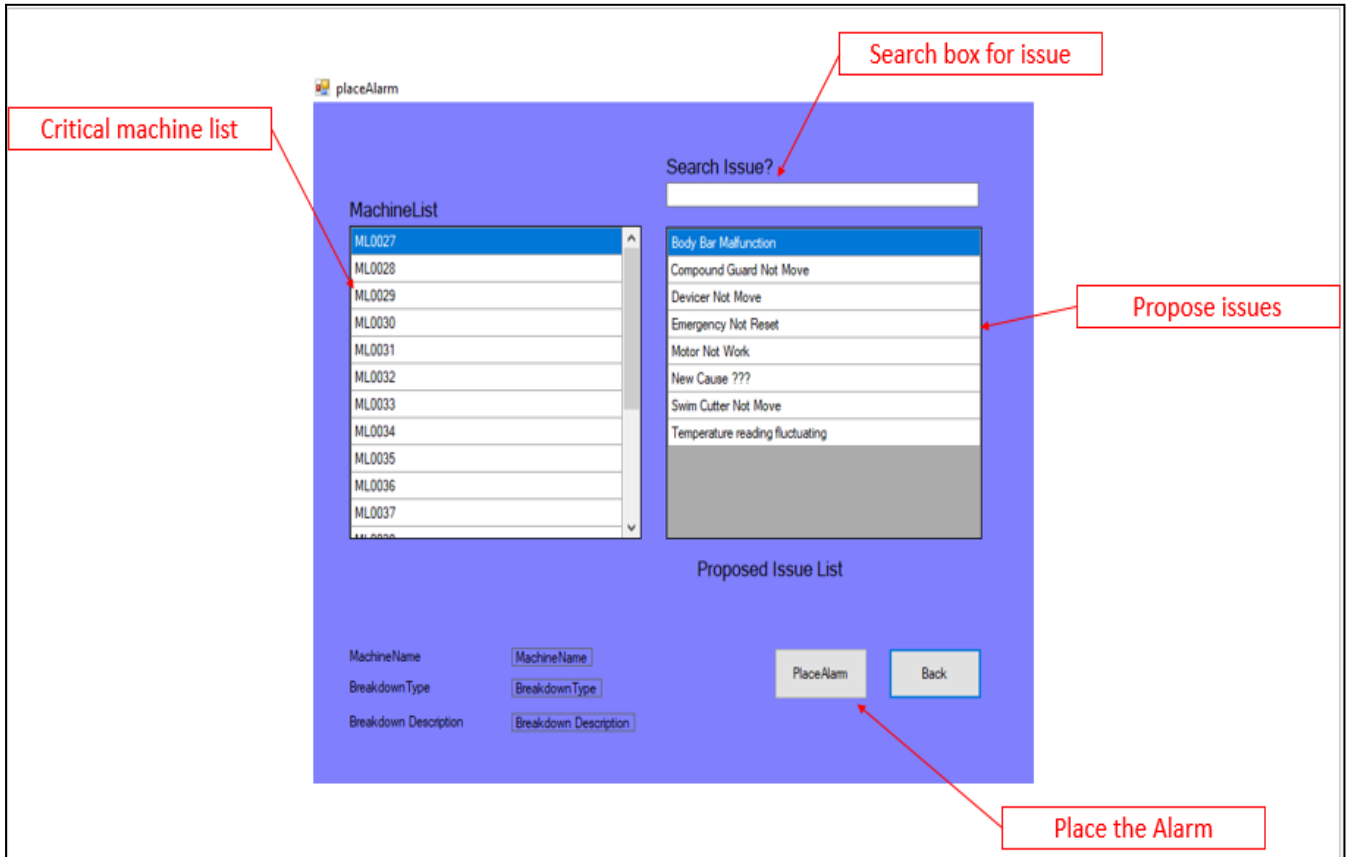 Search box for issue
placeAlarm
Critical machine list
Search Issue?
MachineList
ML0027
ML0028
ML0029
ML0030
ML0031
ML0032
ML0033
ML0034
ML0035
ML0036
ML0037
Body Bar Malfunction
Compound Guard Not Move
Devicer Not Move
Emergency Not Reset
Motor Not Work
New Cause ???
Swim Cutter Not Move
Temperature reading fluctuating
Propose issues
Proposed Issue List
MachineName MachineName
BreakdownType BreakdownType
Breakdown Description Breakdown Description
PlaceAlarm Back
Place the Alarm